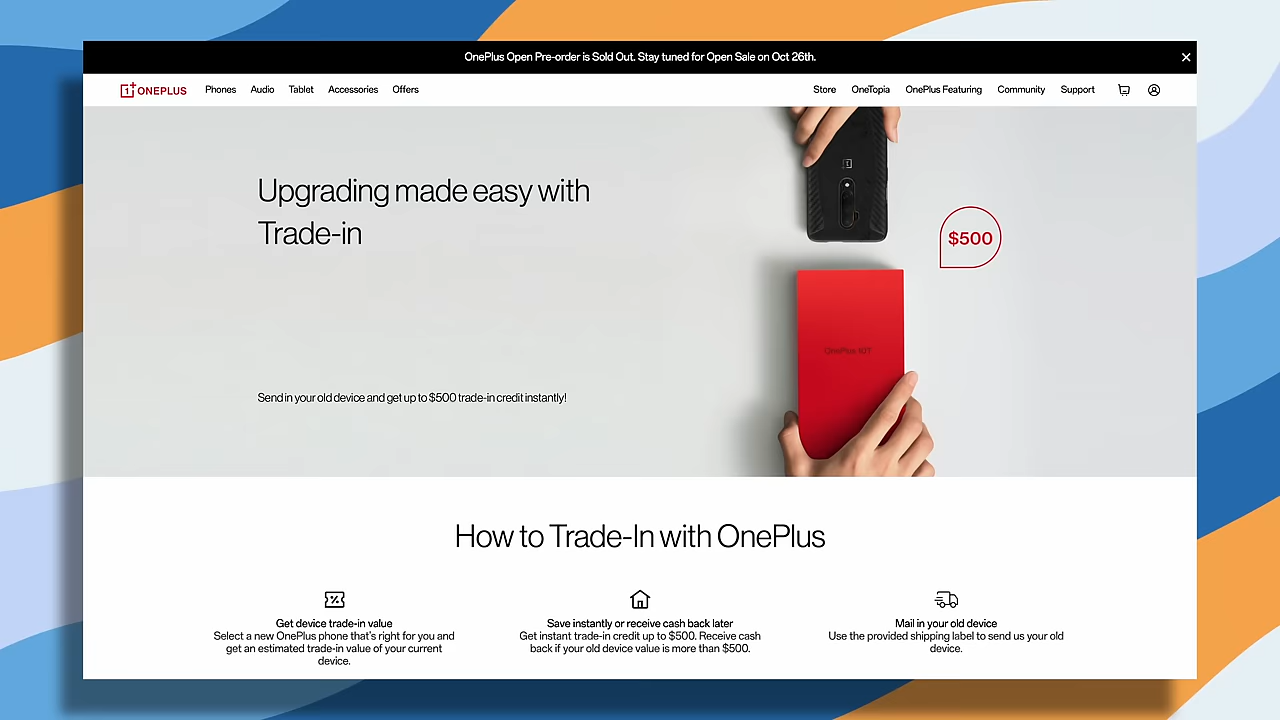 OnePlus Open Pre-order is Sold Out. Stay tuned for Open Sale on Oct 26th.
ONEPLUS Phones Audio Tablet Accessories Offers Store OneTopia OnePlus Featuring Community Support
Upgrading made easy with
Trade-in
$500
OnePlus 10T
Send in your old device and get up to $500 trade-in credit instantly!
How to Trade-In with OnePlus
Get device trade-in value
Select a new OnePlus phone that's right for you and
get an estimated trade-in value of your current
device.
Save instantly or receive cash back later
Get instant trade-in credit up to $500. Receive cash
back if your old device value is more than $500.
Mail in your old device
Use the provided shipping label to send us your old
device.